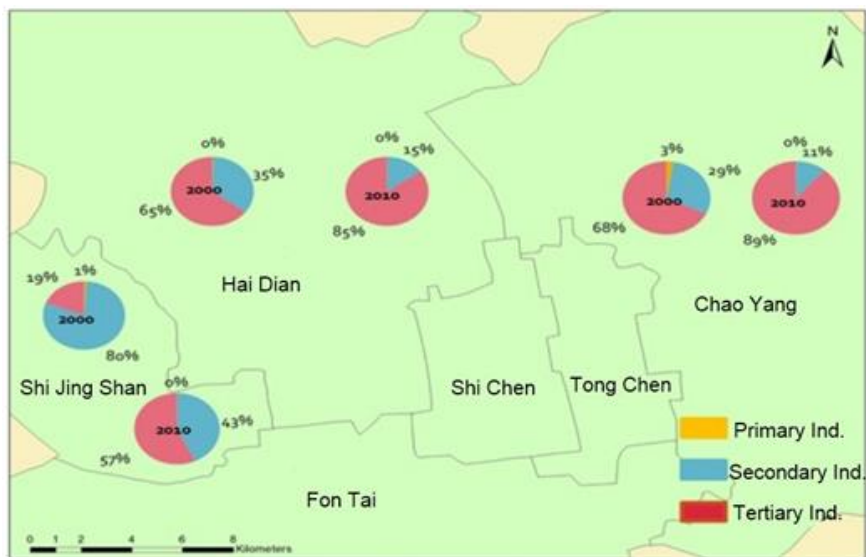 N
0%
35%
2000
65%
0%
15%
2010
85%
3%
29%
2000
68%
0%
11%
2010
89%
Hai Dian
Chao Yang
19%
1%
2000
80%
Shi Jing Shan
Shi Chen
Tong Chen
0%
43%
2010
57%
Fon Tai
Primary Ind.
Secondary Ind.
Tertiary Ind.
0 1 2 4 6 8
Kilometers